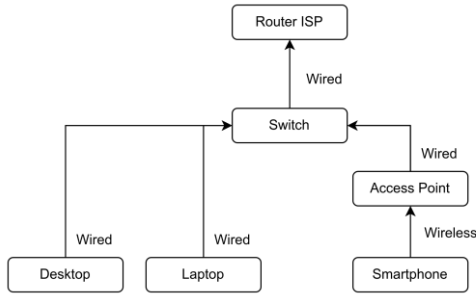 Router ISP
Wired
Switch
Wired
Access Point
Wired
Wired
Wireless
Desktop
Laptop
Smartphone